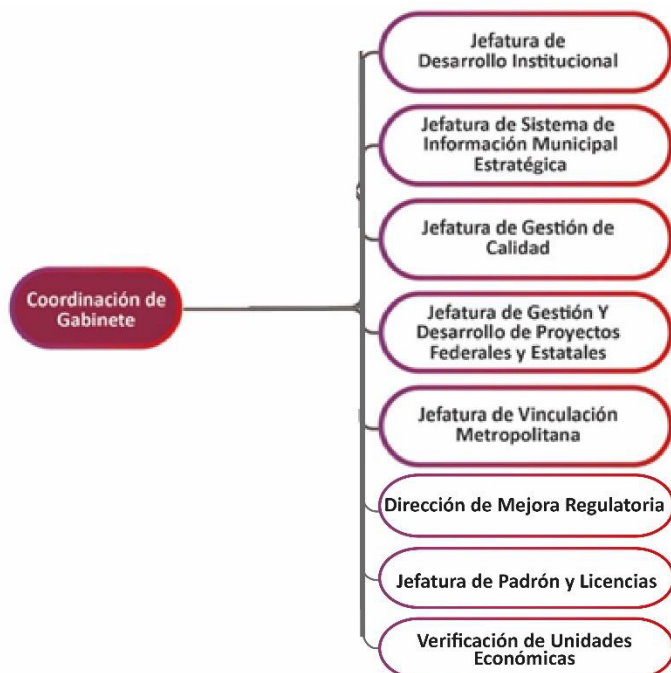 Jefatura de
Desarrollo Institucional
Jefatura de Sistema de
Información Municipal
Estratégica
Jefatura de Gestión de
Calidad
Coordinación de
Gabinete
Jefatura de Gestión Y
Desarrollo de Proyectos
Federales y Estatales
Jefatura de Vinculación
Metropolitana
Dirección de Mejora Regulatoria
Jefatura de Padrón y Licencias
Verificación de Unidades
Económicas